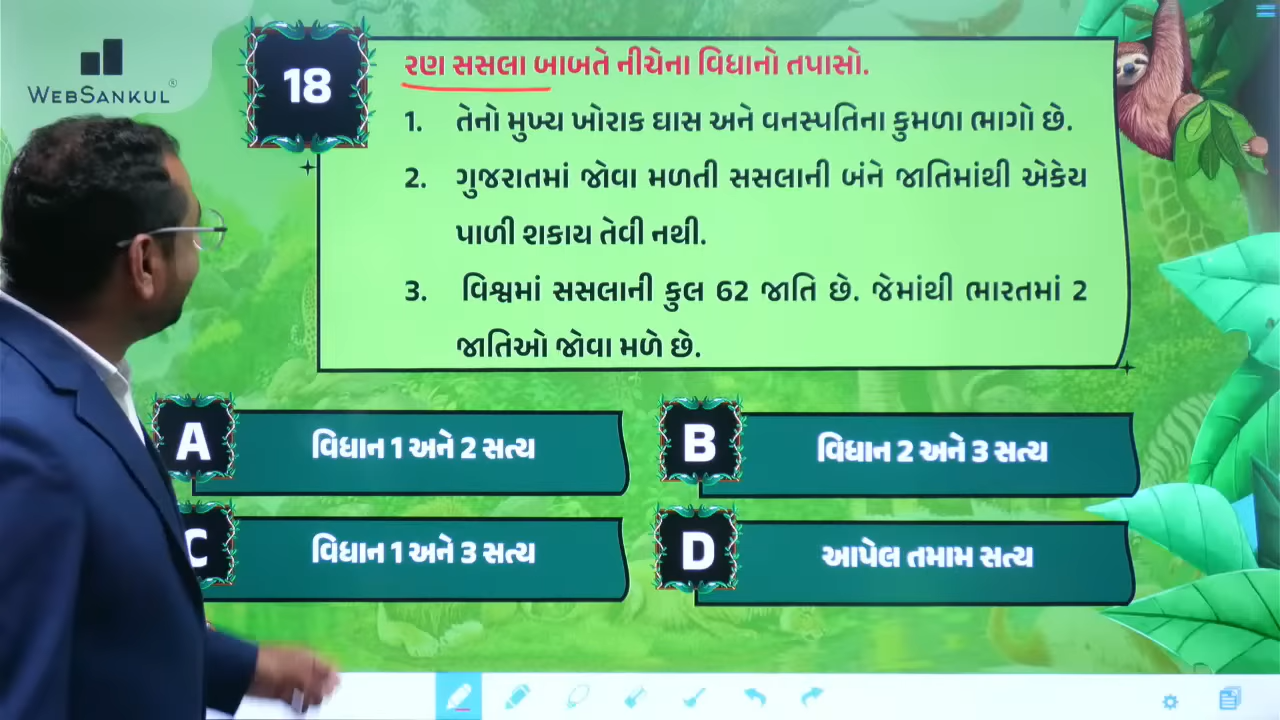 WEBSANKUL
18
રણ સસલા બાબતે નીચેના વિધાનો તપાસો.
1. તેનો મુખ્ય ખોરાક ઘાસ અને વનસ્પતિના કુમળા ભાગો છે.
2. ગુજરાતમાં જોવા મળતી સસલાની બંને જાતિમાંથી એકેય
પાળી શકાય તેવી નથી.
3. વિશ્વમાં સસલાની કુલ 62 જાતિ છે. જેમાંથી ભારતમાં 2
જાતિઓ જોવા મળે છે.
A વિધાન 1 અને 2 સત્ય
B વિધાન 2 અને 3 સત્ય
C વિધાન 1 અને 3 સત્ય
D આપેલ તમામ સત્ય